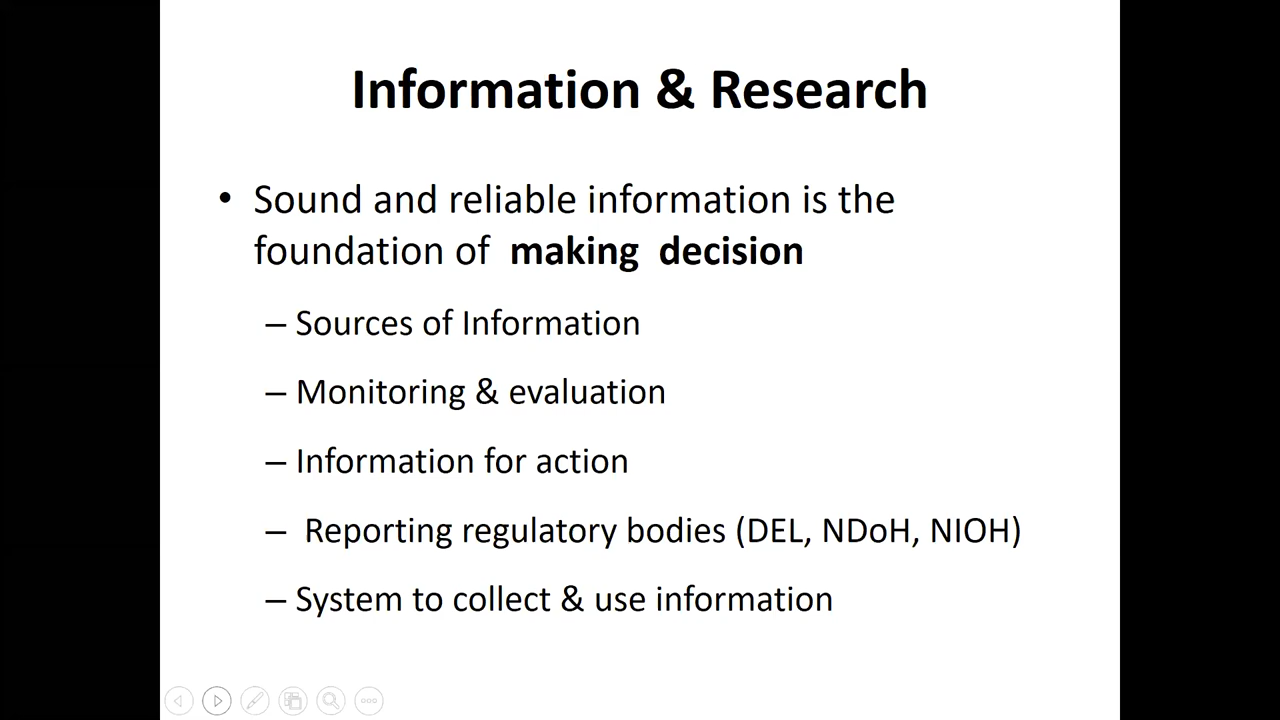 Information & Research
• Sound and reliable information is the
foundation of making decision
– Sources of Information
– Monitoring & evaluation
– Information for action
– Reporting regulatory bodies (DEL, NDoH, NIOH)
– System to collect & use information